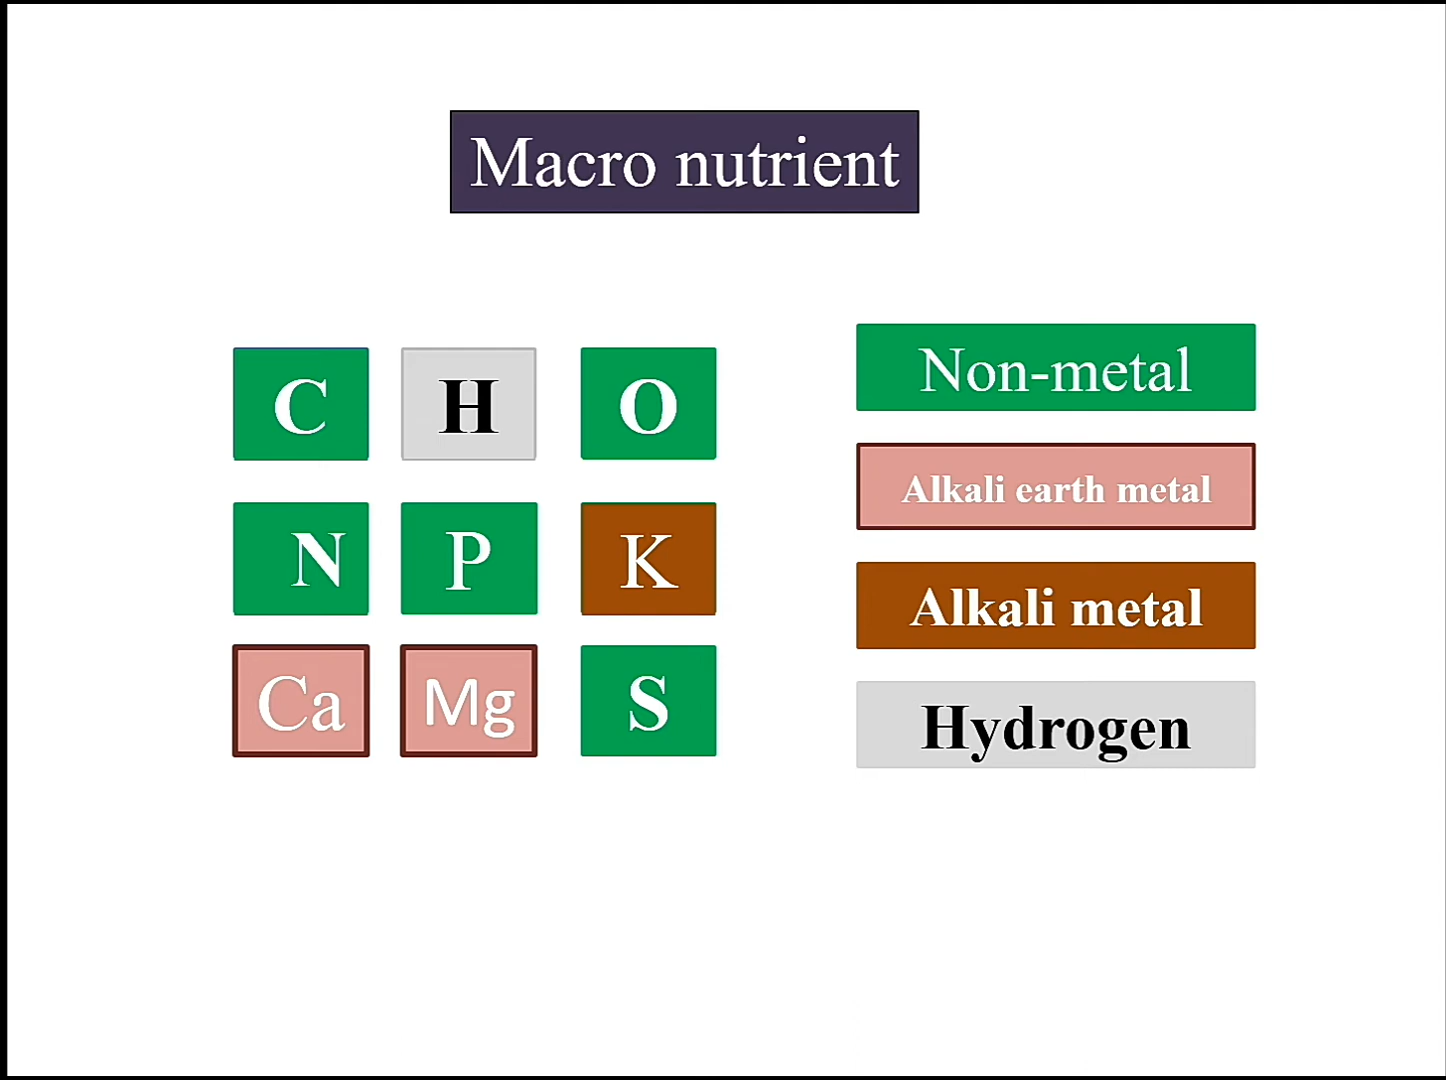 Macro nutrient
C H O
N P K
Ca Mg S
Non-metal
Alkali earth metal
Alkali metal
Hydrogen